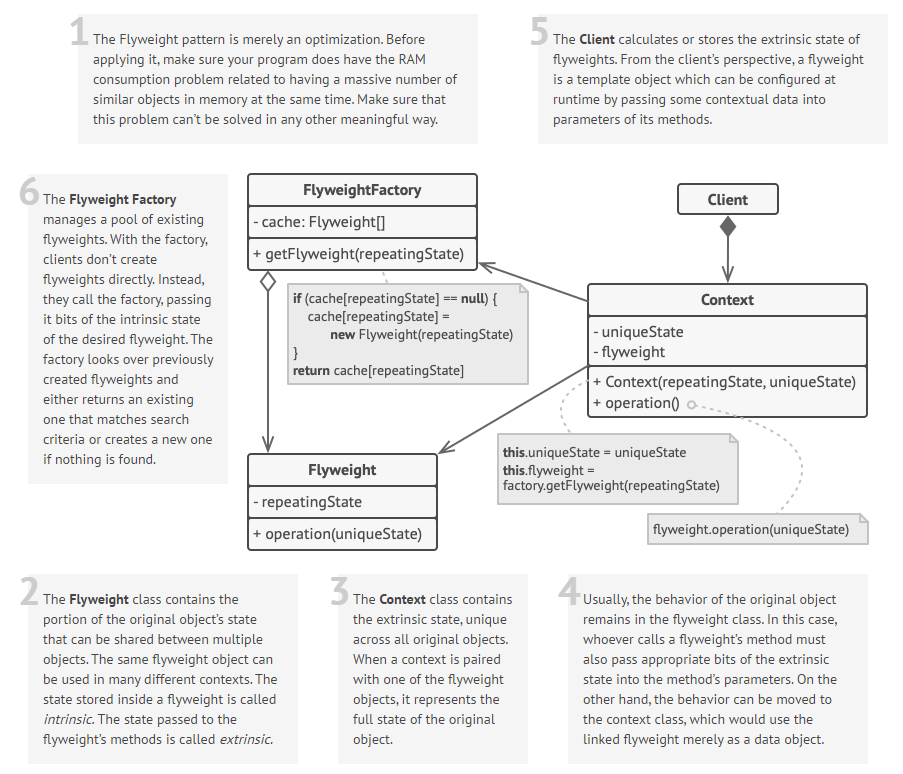 1
The Flyweight pattern is merely an optimization. Before
applying it, make sure your program does have the RAM
consumption problem related to having a massive number of
similar objects in memory at the same time. Make sure that
this problem can't be solved in any other meaningful way.
5
The Client calculates or stores the extrinsic state of
flyweights. From the client's perspective, a flyweight
is a template object which can be configured at
runtime by passing some contextual data into
parameters of its methods.
6
The Flyweight Factory
manages a pool of existing
flyweights. With the factory,
clients don't create
flyweights directly. Instead,
they call the factory, passing
it bits of the intrinsic state
of the desired flyweight. The
factory looks over previously
created flyweights and
either returns an existing
one that matches search
criteria or creates a new one
if nothing is found.
FlyweightFactory
- cache: Flyweight[]
+ getFlyweight(repeatingState)
if (cache[repeatingState] == null) {
cache[repeatingState] =
new Flyweight(repeatingState)
}
return cache[repeatingState]
Client
Context
- uniqueState
- flyweight
+ Context(repeatingState, uniqueState)
+ operation()
this.uniqueState = uniqueState
this.flyweight =
factory.getFlyweight(repeatingState)
flyweight.operation(uniqueState)
Flyweight
- repeatingState
+ operation(uniqueState)
2
The Flyweight class contains the
portion of the original object's state
that can be shared between multiple
objects. The same flyweight object can
be used in many different contexts. The
state stored inside a flyweight is called
intrinsic. The state passed to the
flyweight's methods is called extrinsic.
3
The Context class contains
the extrinsic state, unique
across all original objects.
When a context is paired
with one of the flyweight
objects, it represents the
full state of the original
object.
4
Usually, the behavior of the original object
remains in the flyweight class. In this case,
whoever calls a flyweight's method must
also pass appropriate bits of the extrinsic
state into the method's parameters. On the
other hand, the behavior can be moved to
the context class, which would use the
linked flyweight merely as a data object.